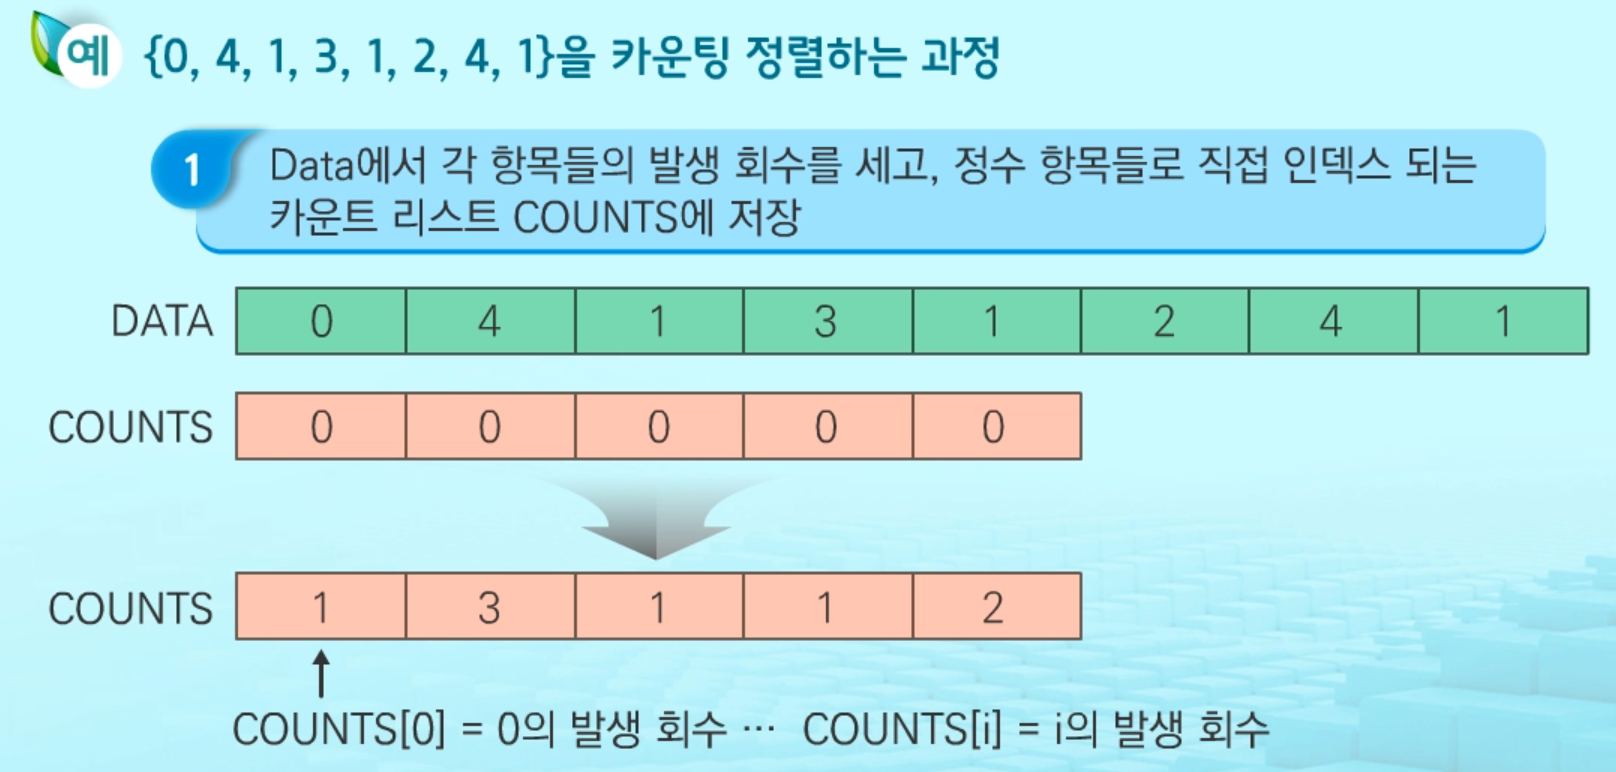 예 {0, 4, 1, 3, 1, 2, 4, 1}을 카운팅 정렬하는 과정
1 Data에서 각 항목들의 발생 회수를 세고, 정수 항목들로 직접 인덱스 되는
카운트 리스트 COUNTS에 저장
DATA 0 4 1 3 1 2 4 1
COUNTS 0 0 0 0 0
COUNTS 1 3 1 1 2
COUNTS[0] = 0의 발생 회수 ··· COUNTS[i] = i의 발생 회수